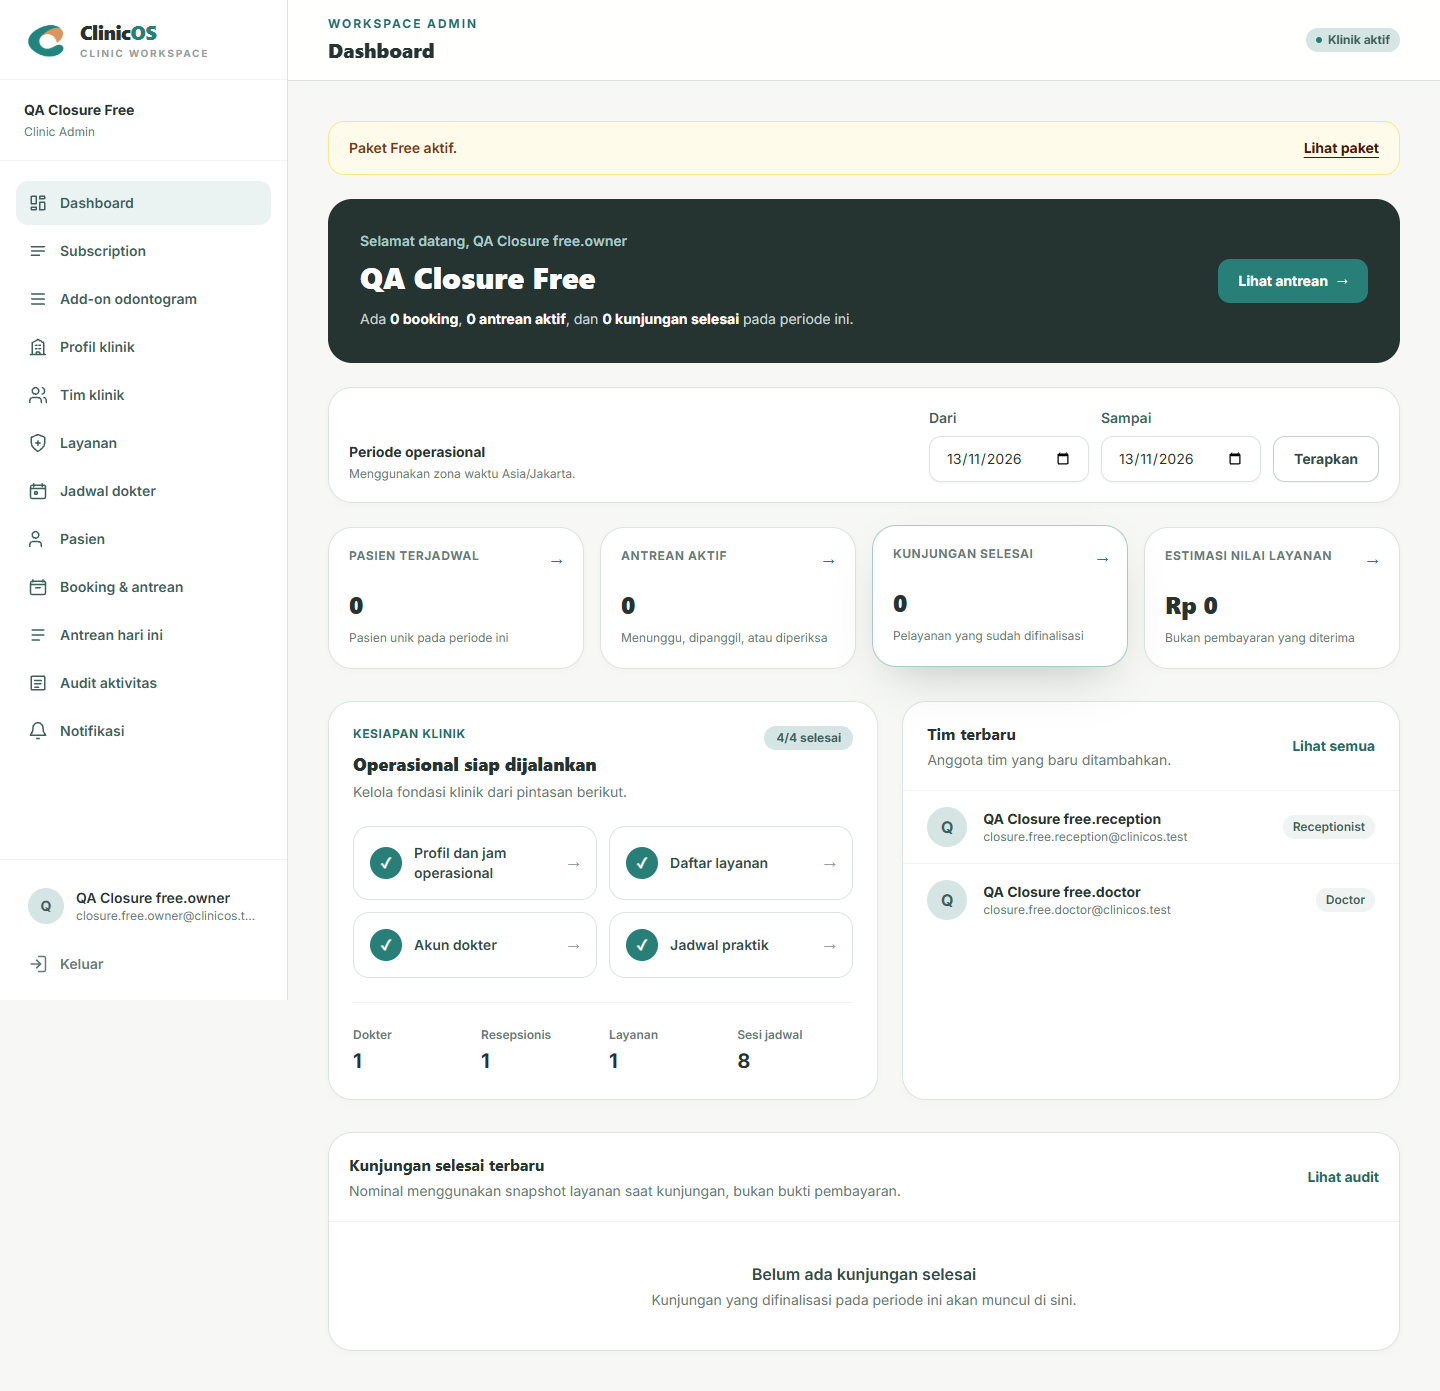 ClinicOS
CLINIC WORKSPACE
QA Closure Free
Clinic Admin
Dashboard
Subscription
Add-on odontogram
Profil klinik
Tim klinik
Layanan
Jadwal dokter
Pasien
Booking & antrean
Antrean hari ini
Audit aktivitas
Notifikasi
Q
QA Closure free.owner
closure.free.owner@clinicos.t...
Keluar
WORKSPACE ADMIN
Dashboard
Klinik aktif
Paket Free aktif.
Lihat paket
Selamat datang, QA Closure free.owner
QA Closure Free
Ada 0 booking, 0 antrean aktif, dan 0 kunjungan selesai pada periode ini.
Lihat antrean →
Periode operasional
Menggunakan zona waktu Asia/Jakarta.
Dari
13/11/2026
Sampai
13/11/2026
Terapkan
PASIEN TERJADWAL →
0
Pasien unik pada periode ini
ANTREAN AKTIF →
0
Menunggu, dipanggil, atau diperiksa
KUNJUNGAN SELESAI →
0
Pelayanan yang sudah difinalisasi
ESTIMASI NILAI LAYANAN →
Rp 0
Bukan pembayaran yang diterima
KESIAPAN KLINIK
4/4 selesai
Operasional siap dijalankan
Kelola fondasi klinik dari pintasan berikut.
✓ Profil dan jam
operasional →
✓ Daftar layanan →
✓ Akun dokter →
✓ Jadwal praktik →
Dokter
1
Resepsionis
1
Layanan
1
Sesi jadwal
8
Tim terbaru
Anggota tim yang baru ditambahkan.
Lihat semua
Q
QA Closure free.reception
closure.free.reception@clinicos.test
Receptionist
Q
QA Closure free.doctor
closure.free.doctor@clinicos.test
Doctor
Kunjungan selesai terbaru
Nominal menggunakan snapshot layanan saat kunjungan, bukan bukti pembayaran.
Lihat audit
Belum ada kunjungan selesai
Kunjungan yang difinalisasi pada periode ini akan muncul di sini.